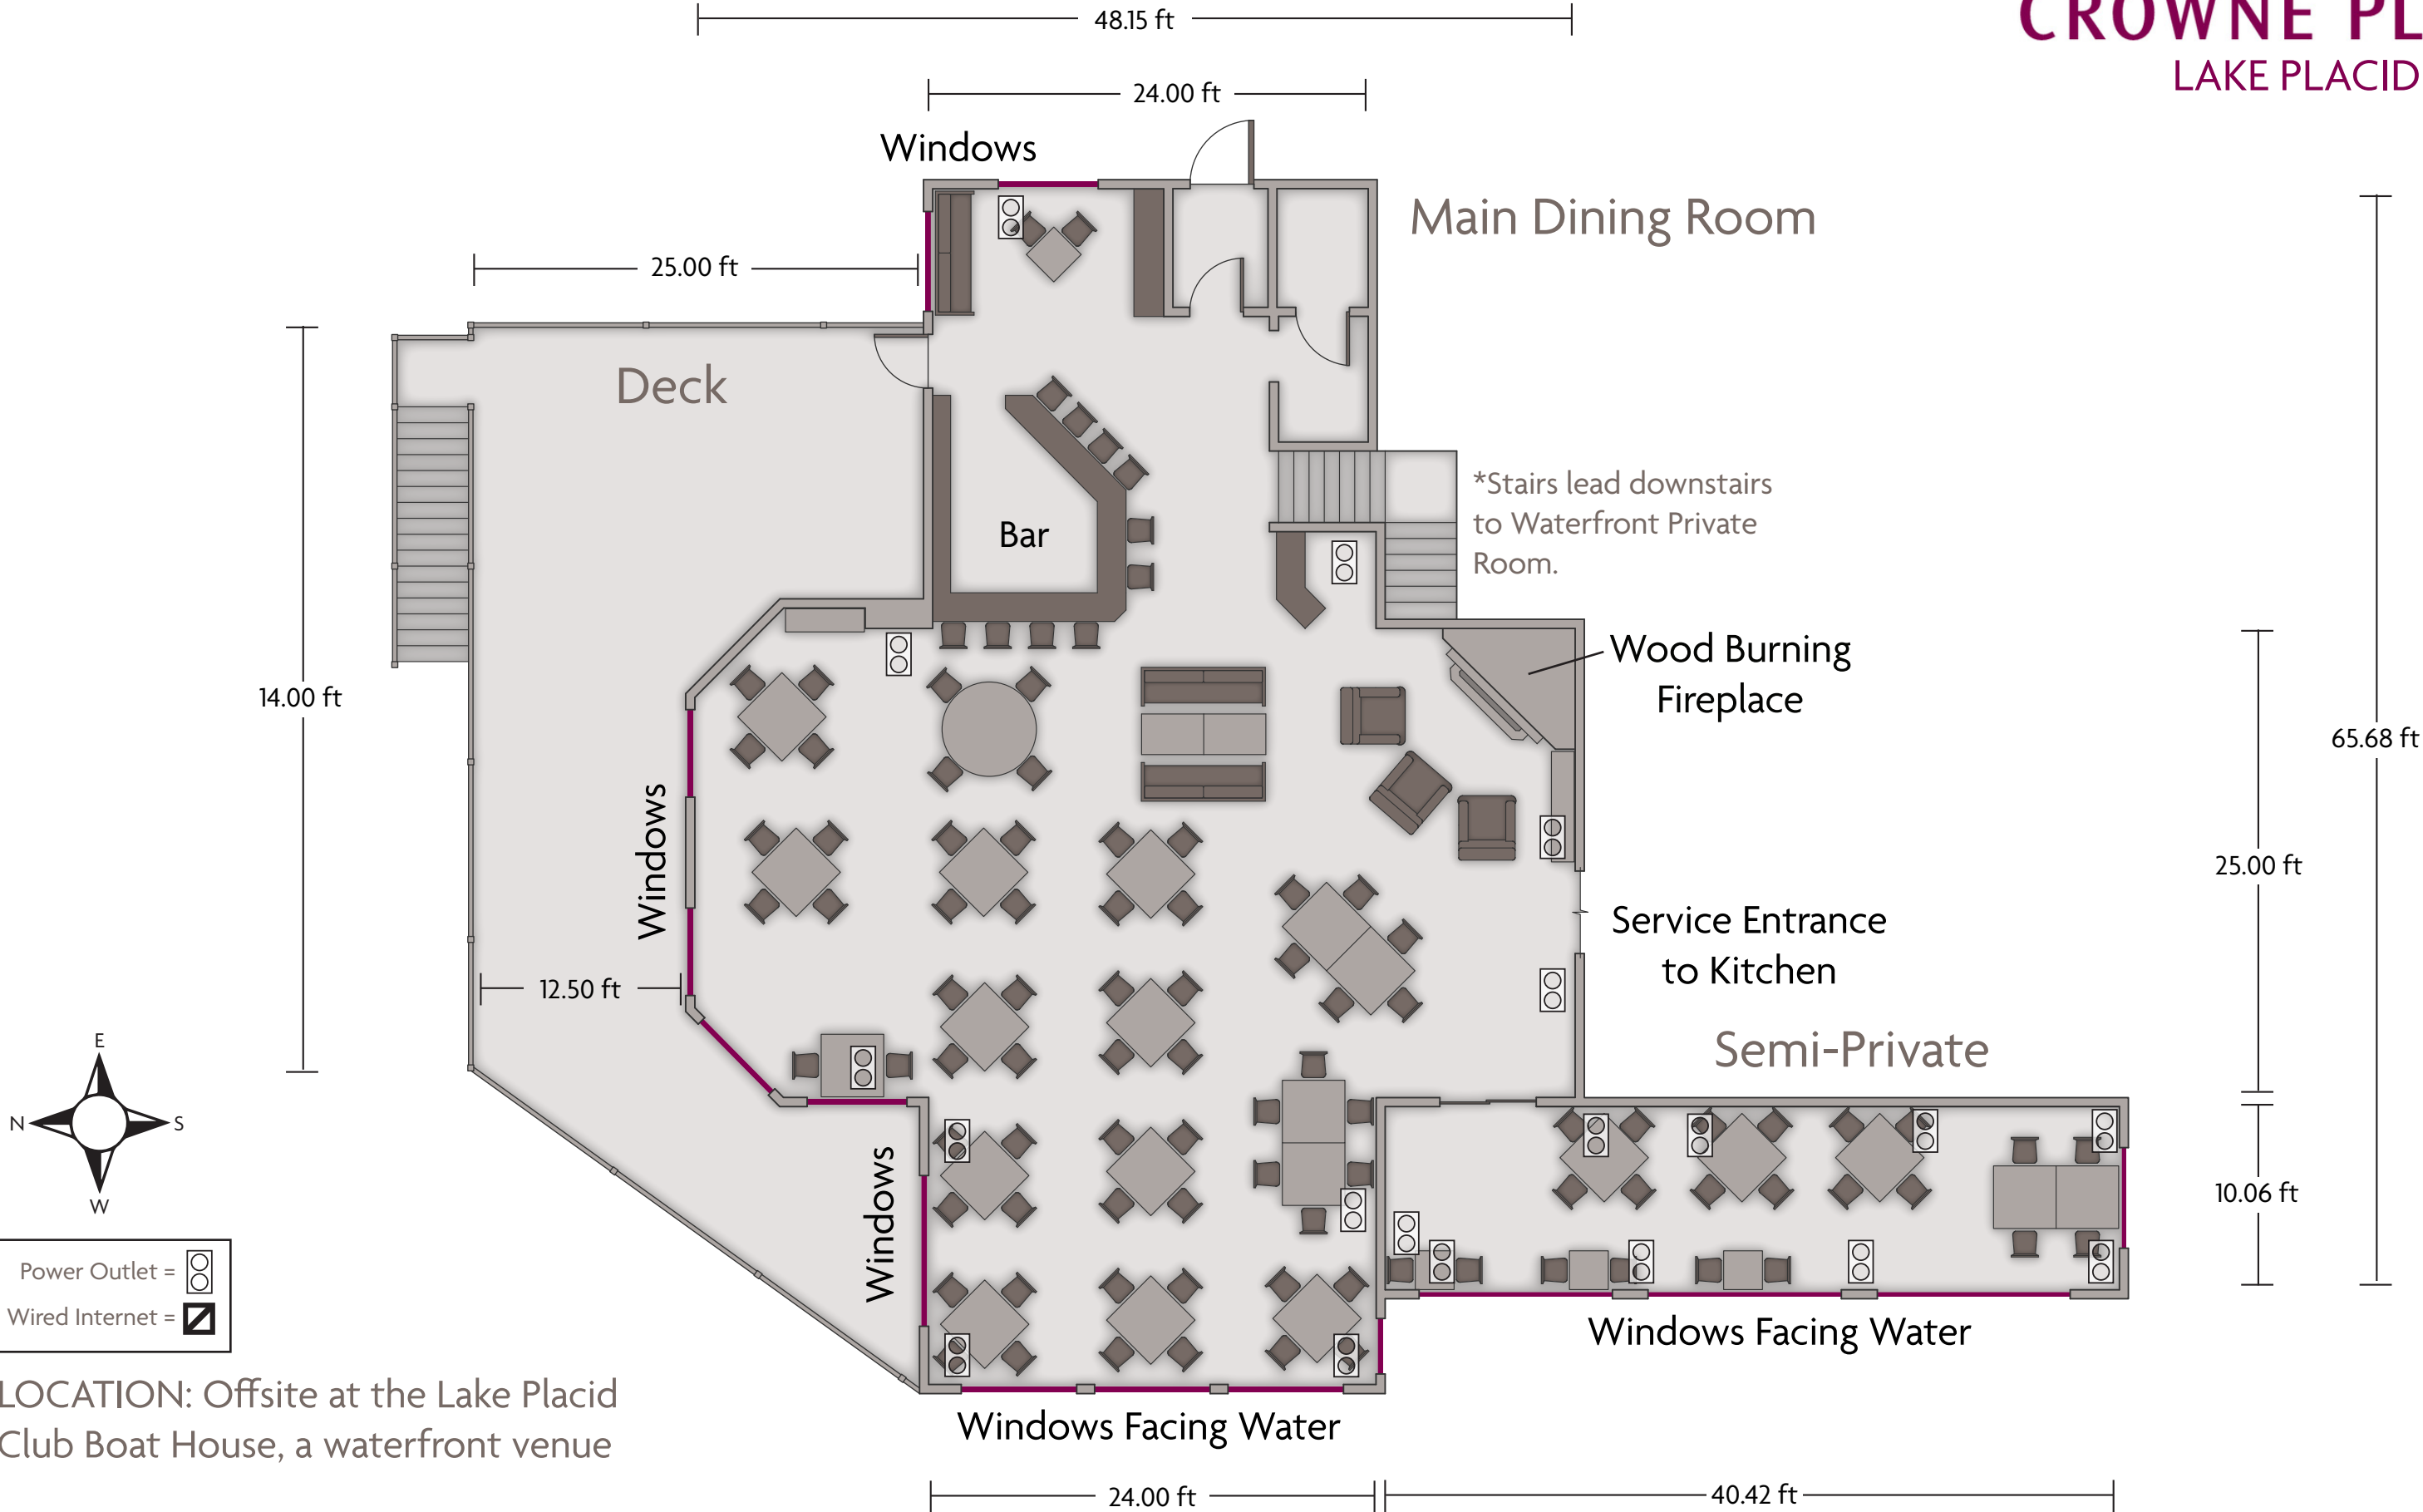 48.15 ft
CROWNE PL
LAKE PLACID
24.00 ft
Windows
Main Dining Room
25.00 ft
Deck
*Stairs lead downstairs
to Waterfront Private
Room.
Bar
Wood Burning
Fireplace
14.00 ft
65.68 ft
Windows
25.00 ft
Service Entrance
to Kitchen
12.50 ft
Semi-Private
E
N
S
W
10.06 ft
Windows
Power Outlet =
Wired Internet =
Windows Facing Water
LOCATION: Offsite at the Lake Placid
Club Boat House, a waterfront venue
Windows Facing Water
24.00 ft
40.42 ft